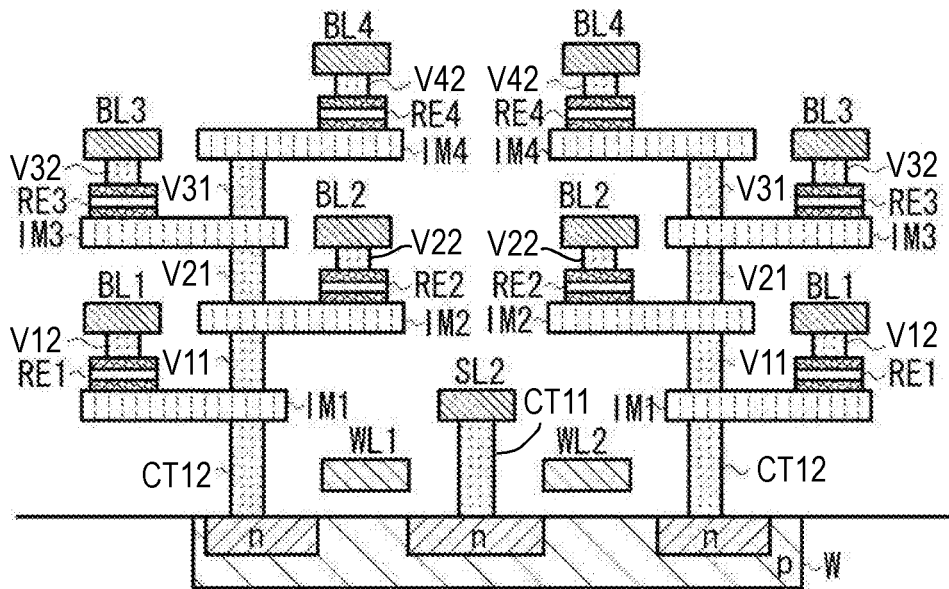 BL4 BL4
V42 V42
BL3 RE4 RE4 BL3
IM4 IM4
V32 V31 BL2 BL2 V31 V32
RE3 RE3
IM3 V22 V22 IM3
V21 V21
BL1 RE2 RE2 BL1
IM2 IM2
V12 V11 SL2 V11 V12
RE1 RE1
IM1 CT11 IM1
WL1 WL2
CT12 CT12
n n n
p W